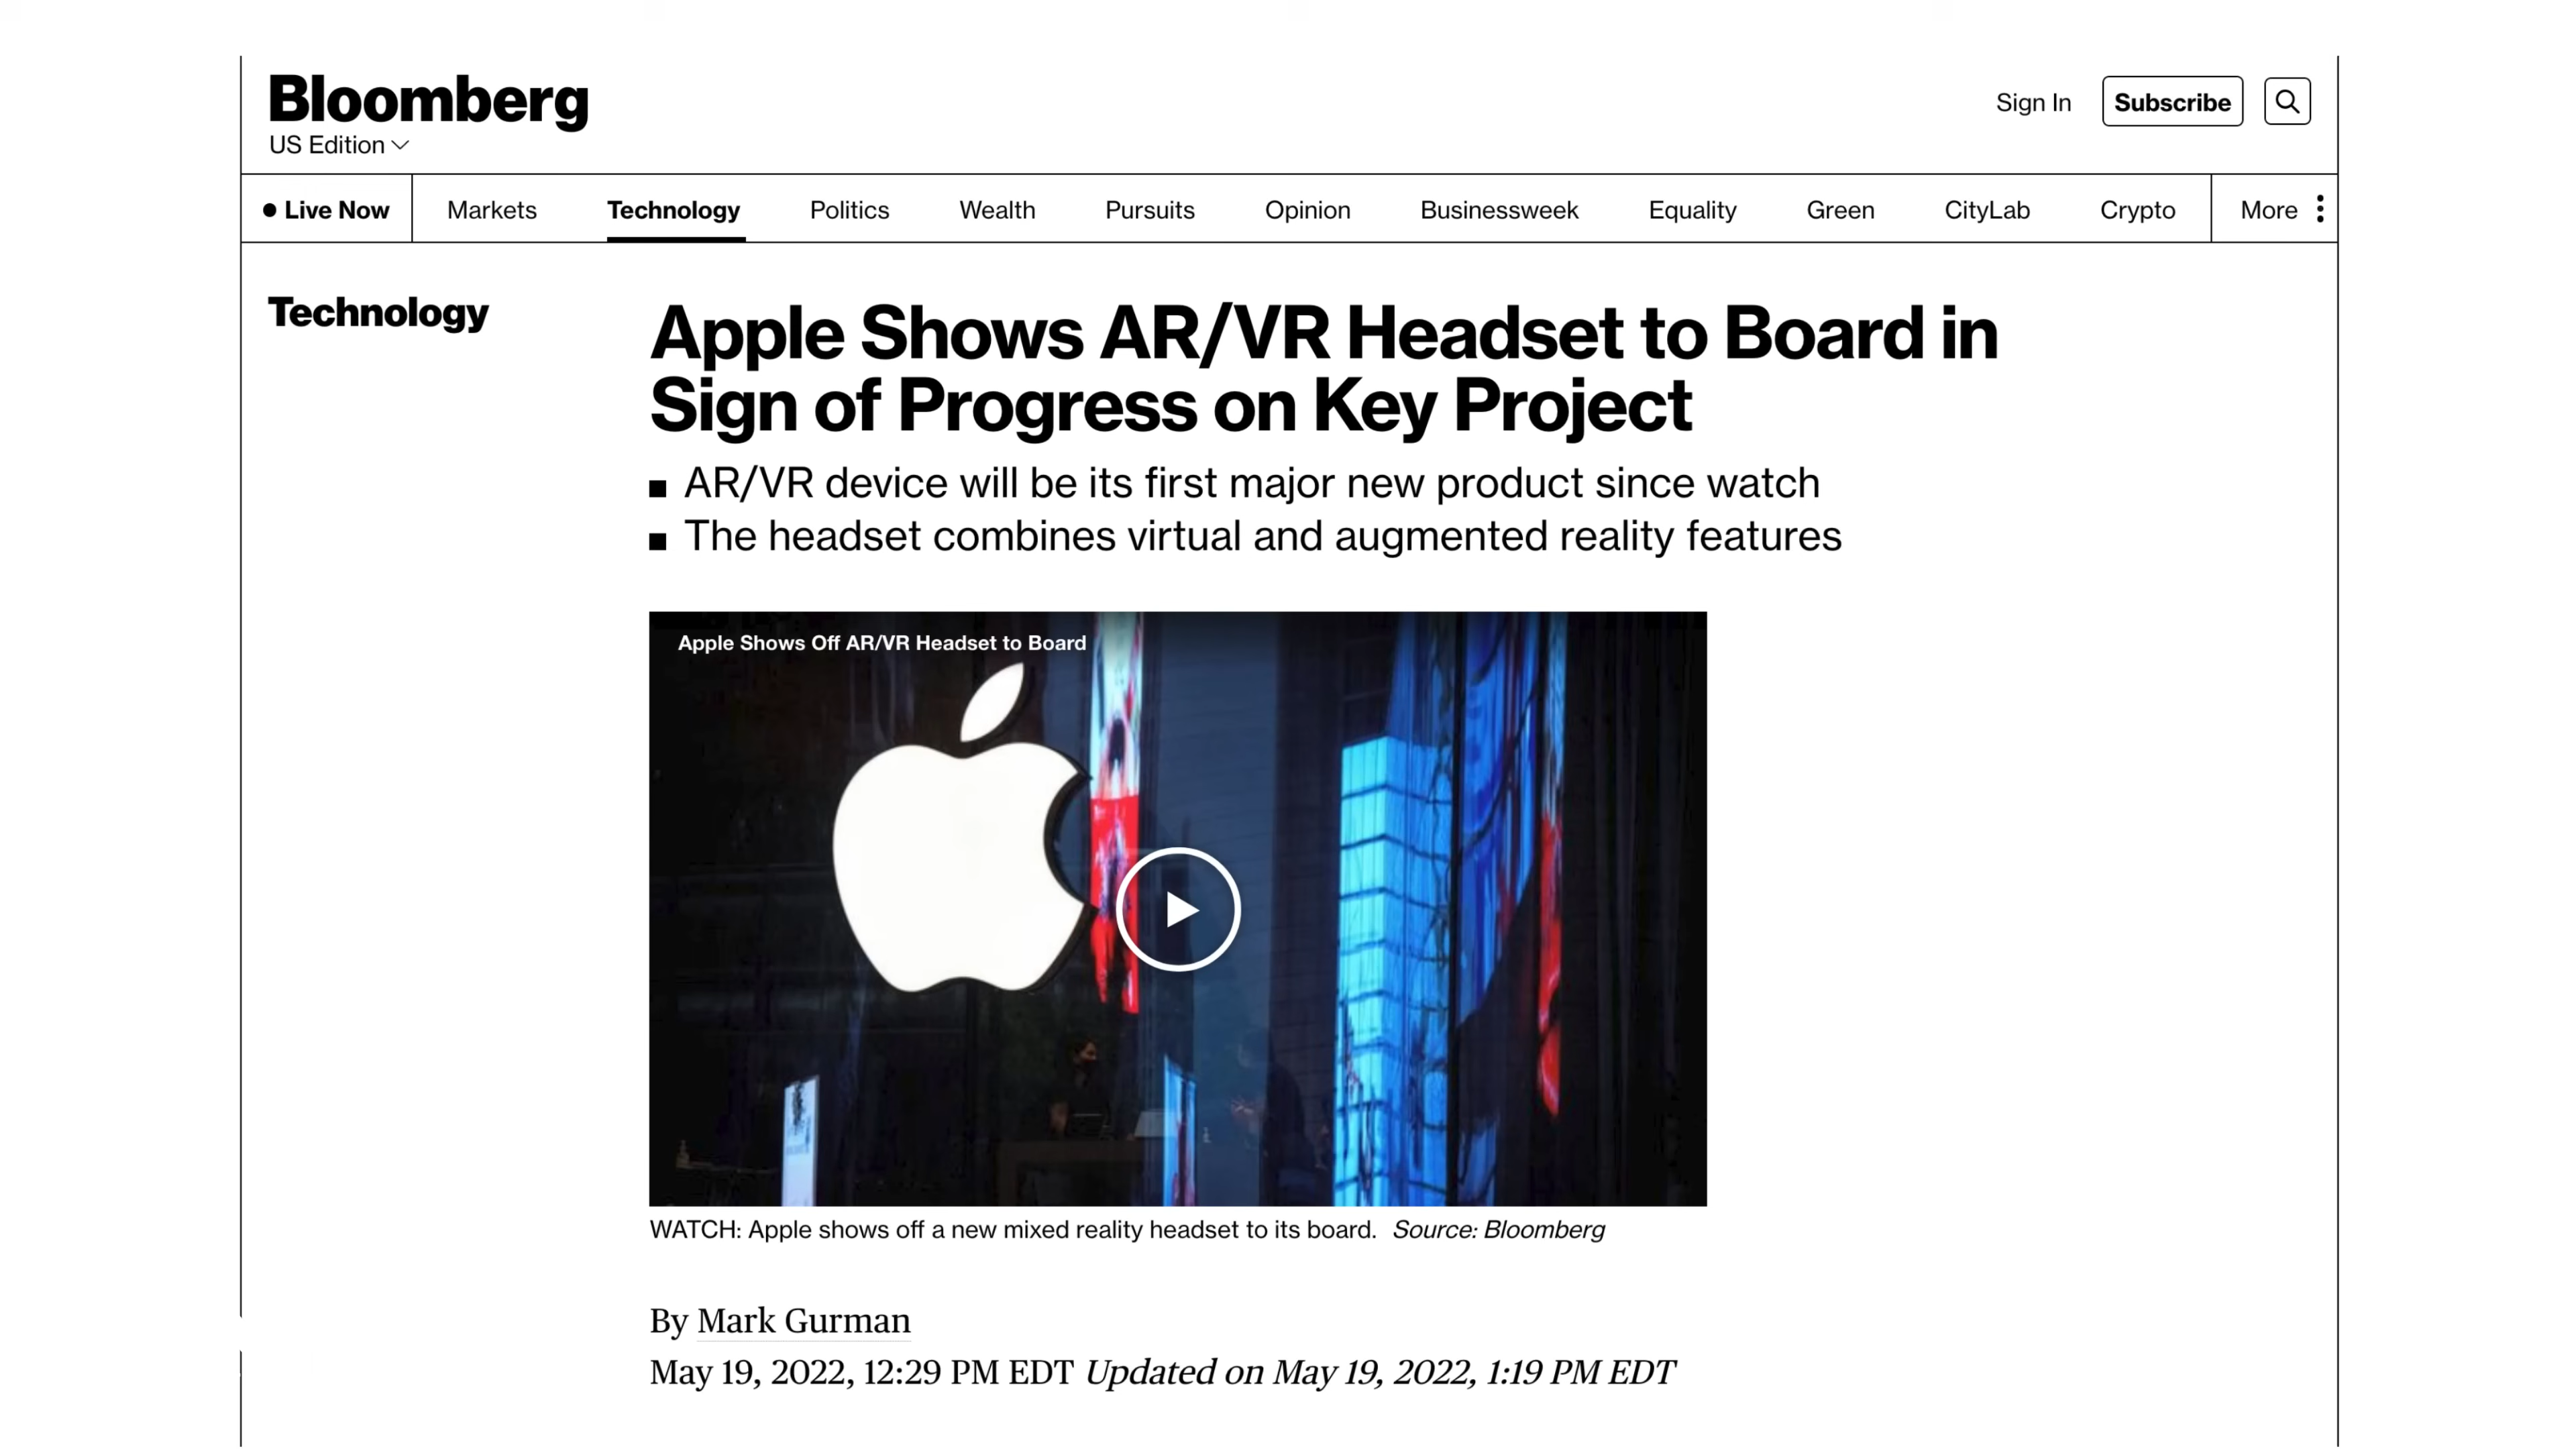 Bloomberg
US Edition
Sign In
Subscribe
Live Now
Markets
Technology
Politics
Wealth
Pursuits
Opinion
Businessweek
Equality
Green
CityLab
Crypto
More
Technology
Apple Shows AR/VR Headset to Board in
Sign of Progress on Key Project
AR/VR device will be its first major new product since watch
The headset combines virtual and augmented reality features
Apple Shows Off AR/VR Headset to Board
WATCH: Apple shows off a new mixed reality headset to its board. Source: Bloomberg
By Mark Gurman
May 19, 2022, 12:29 PM EDT Updated on May 19, 2022, 1:19 PM EDT